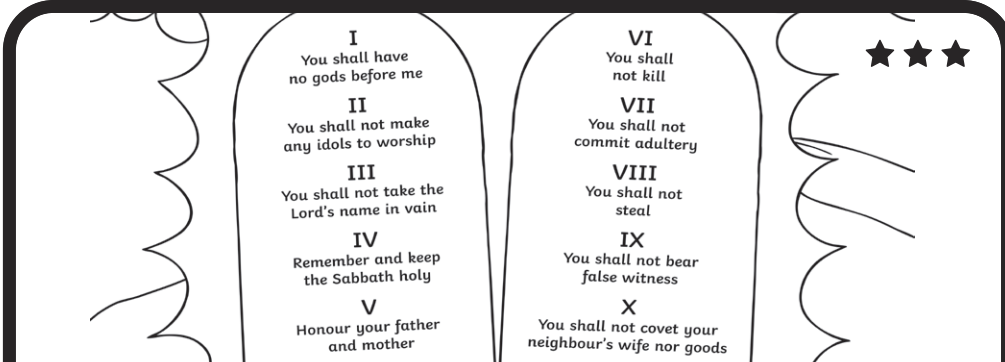 I
You shall have
no gods before me
II
You shall not make
any idols to worship
III
You shall not take the
Lord's name in vain
IV
Remember and keep
the Sabbath holy
V
Honour your father
and mother
VI
You shall
not kill
VII
You shall not
commit adultery
VIII
You shall not
steal
IX
You shall not bear
false witness
X
You shall not covet your
neighbour's wife nor goods